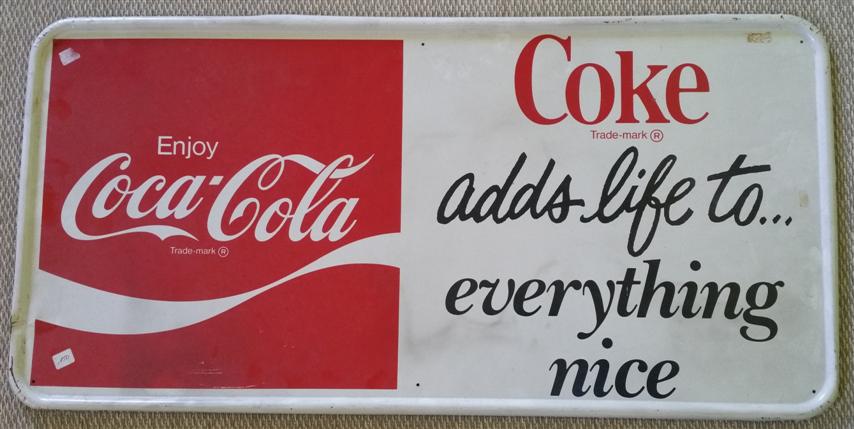 Enjoy
Coca-Cola
Trade-mark ®
Coke
Trade-mark ®
adds life to...
everything
nice